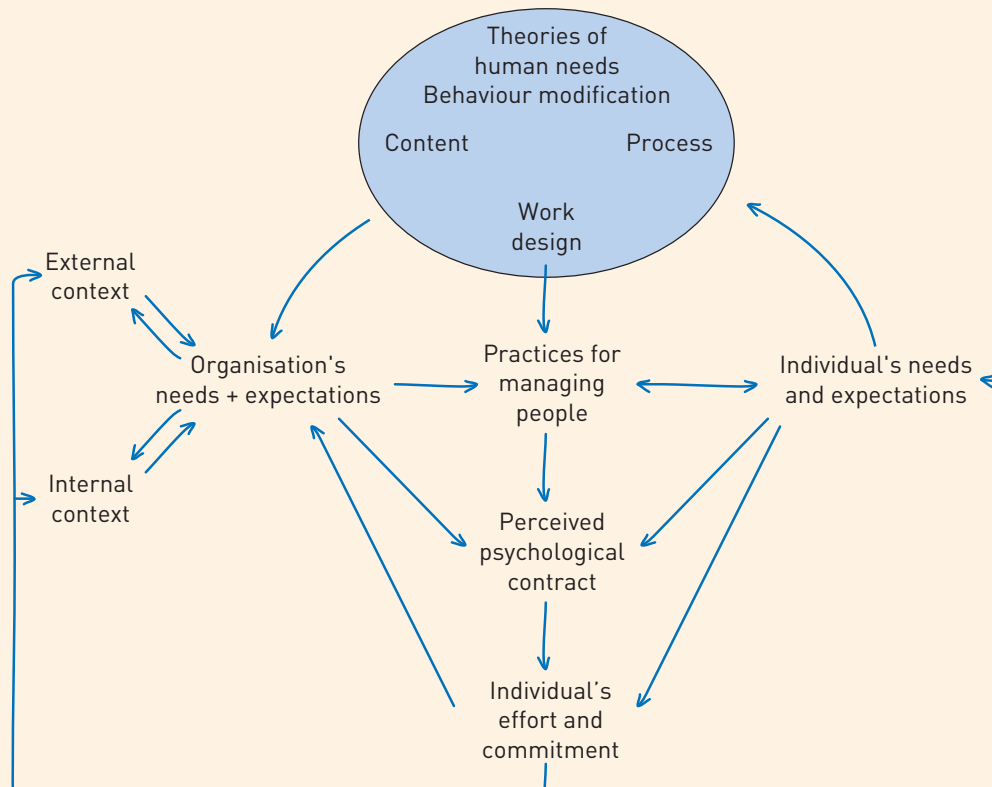 Theories of
human needs
Behaviour modification
Content
Process
Work
design
External
context
Organisation's
needs + expectations
Practices for
managing
people
Individual's needs
and expectations
Internal
context
Perceived
psychological
contract
Individual’s
effort and
commitment